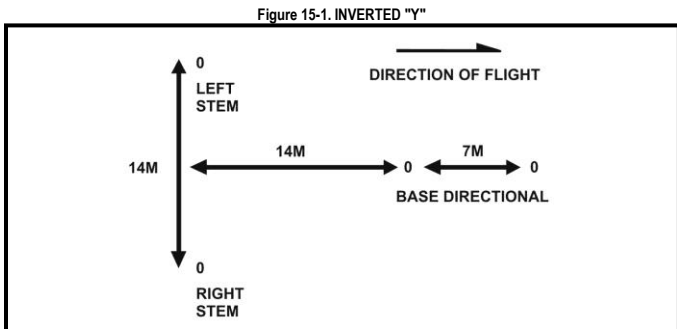 Figure 15-1. INVERTED "Y"
0
LEFT
STEM
DIRECTION OF FLIGHT
14M
14M
0
7M
0
BASE DIRECTIONAL
0
RIGHT
STEM